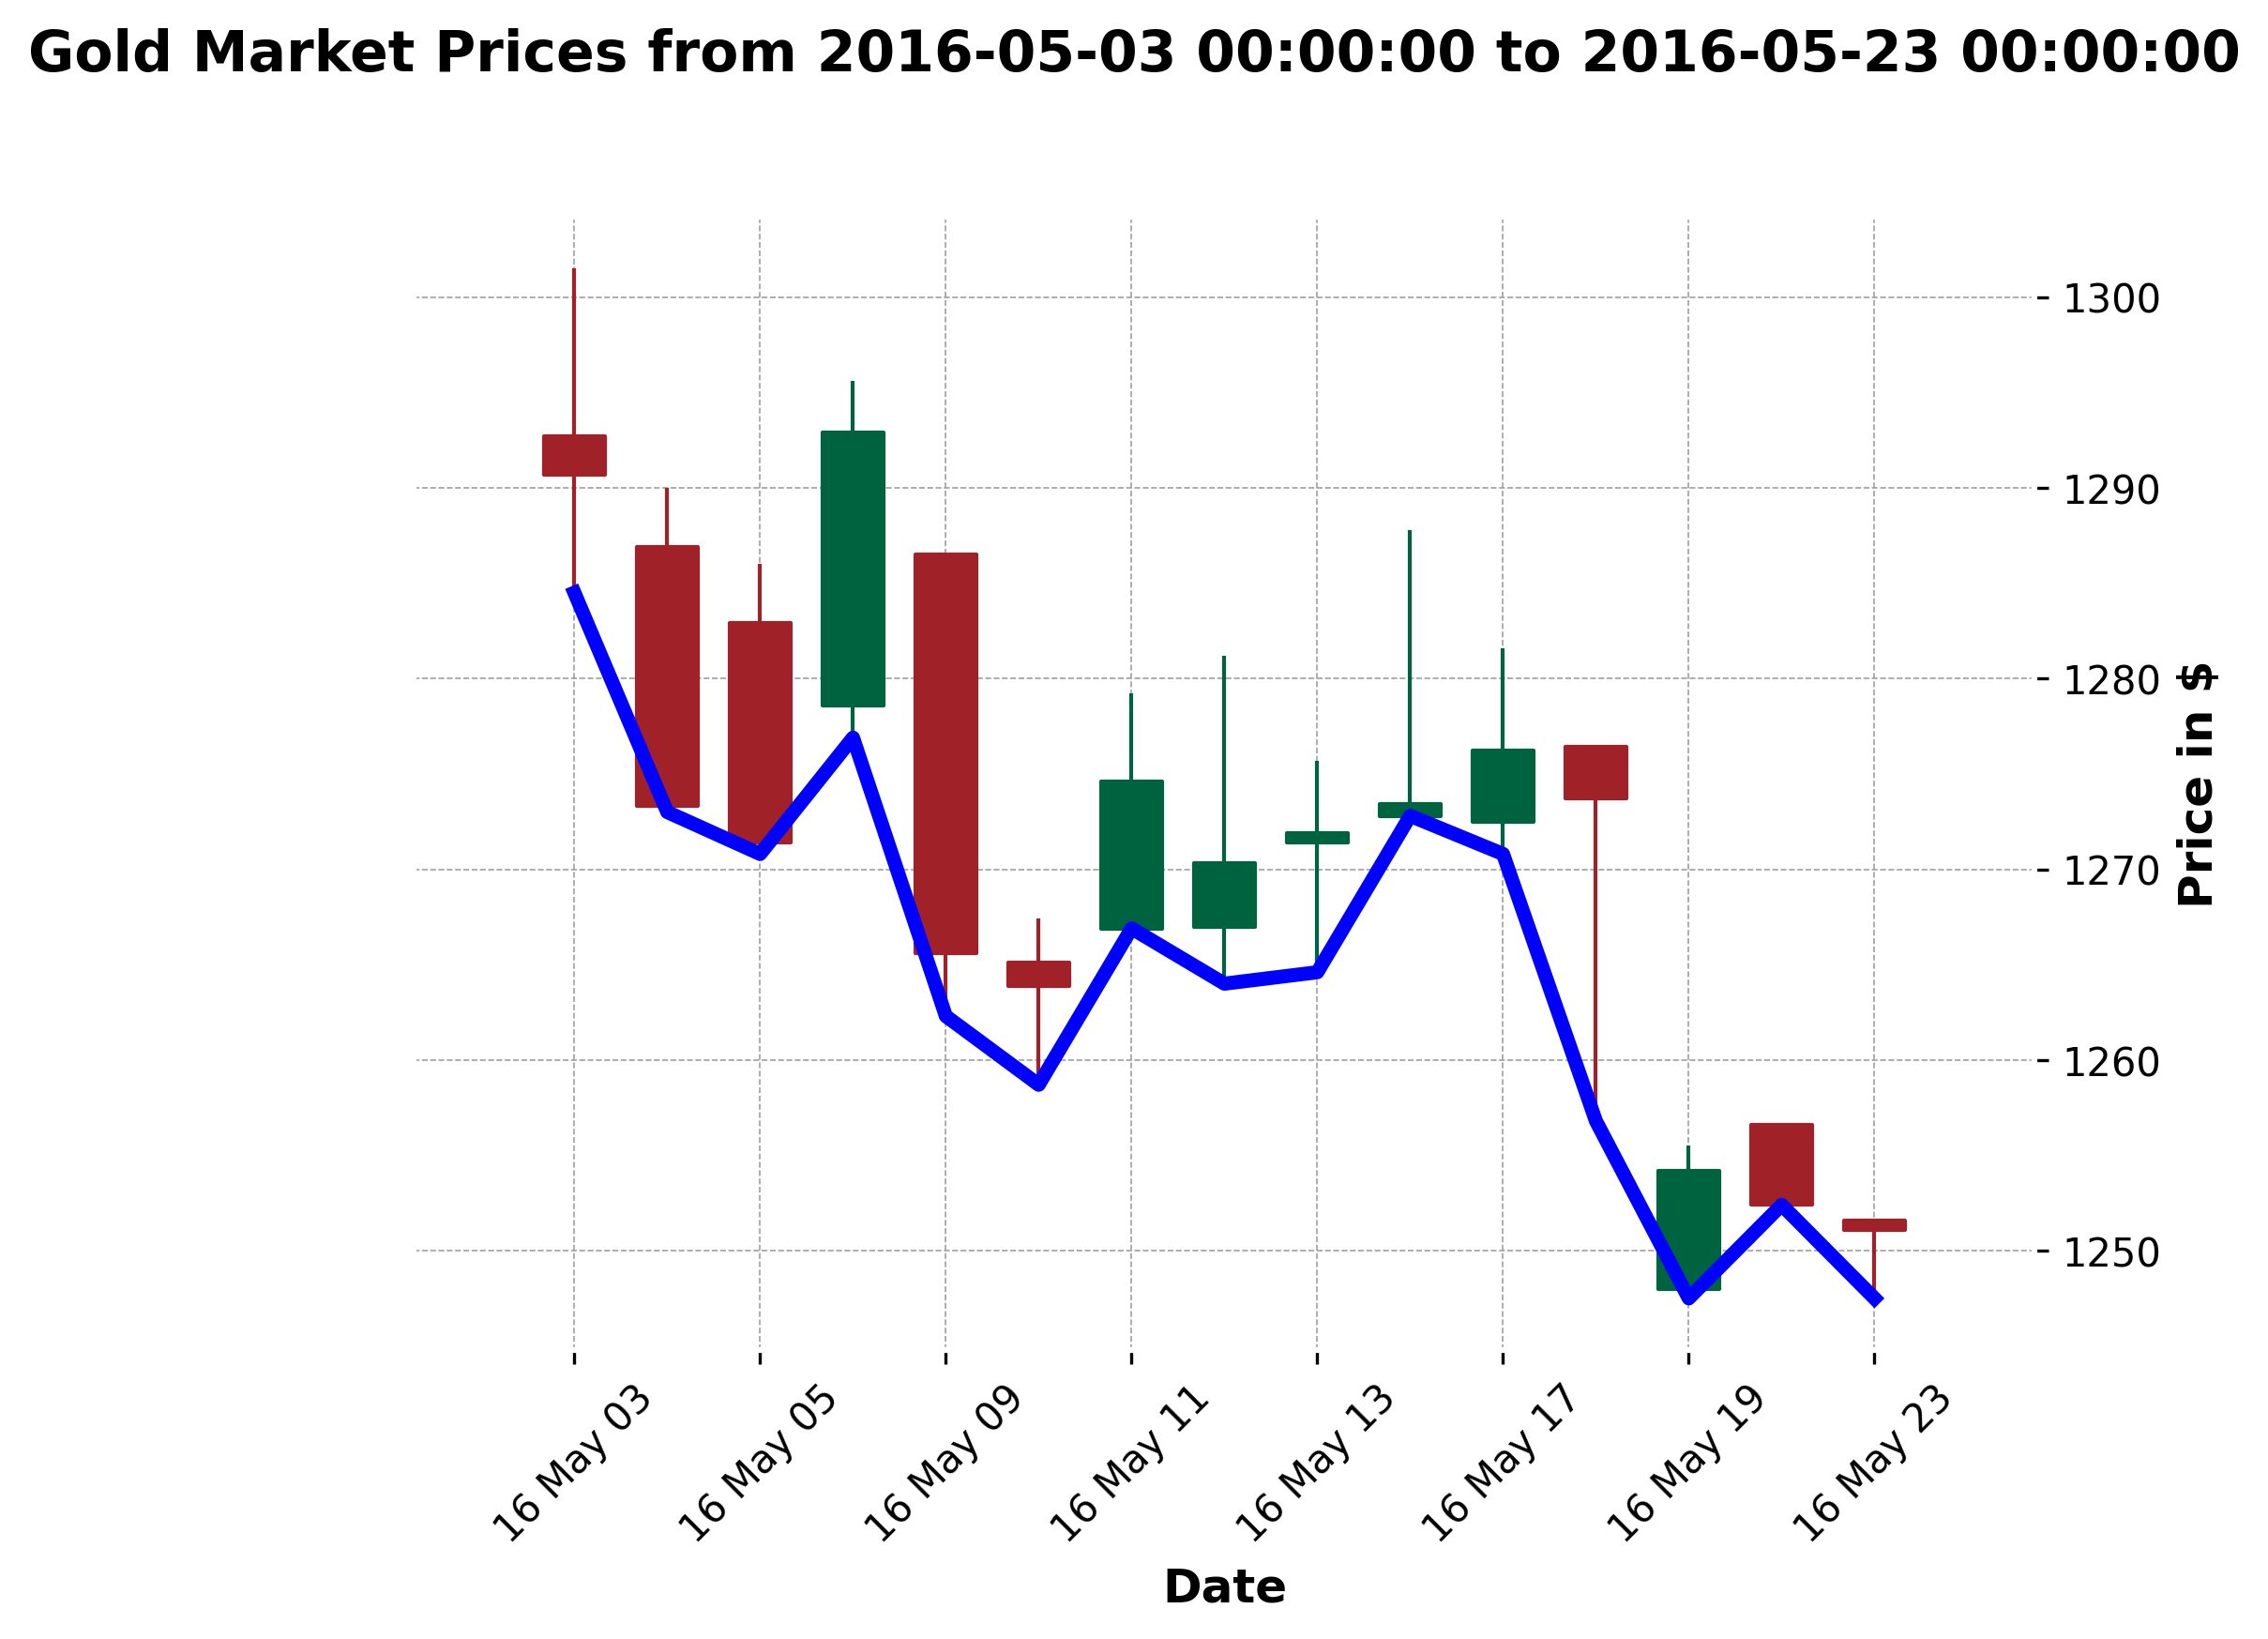 Gold Market Prices from 2016-05-03 00:00:00 to 2016-05-23 00:00:00
1300
1290
1280
1270
1260
1250
Price in $
16 May 03
16 May 05
16 May 09
16 May 11
16 May 13
16 May 17
16 May 19
16 May 23
Date